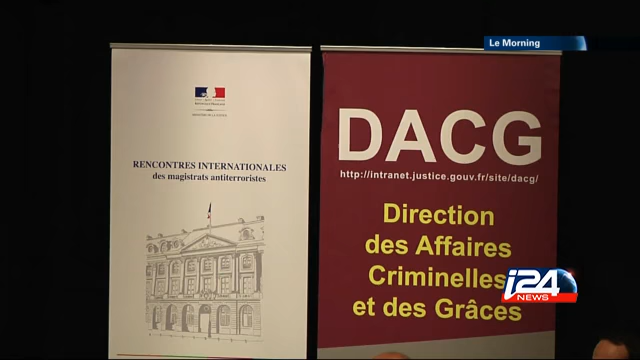 Le Morning
RENCONTRES INTERNATIONALES
des magistrats antiterroristes
DACG
http://intranet.justice.gouv.fr/site/dacg/
Direction
des Affaires
Criminelles
et des Grâces
i24
NEWS